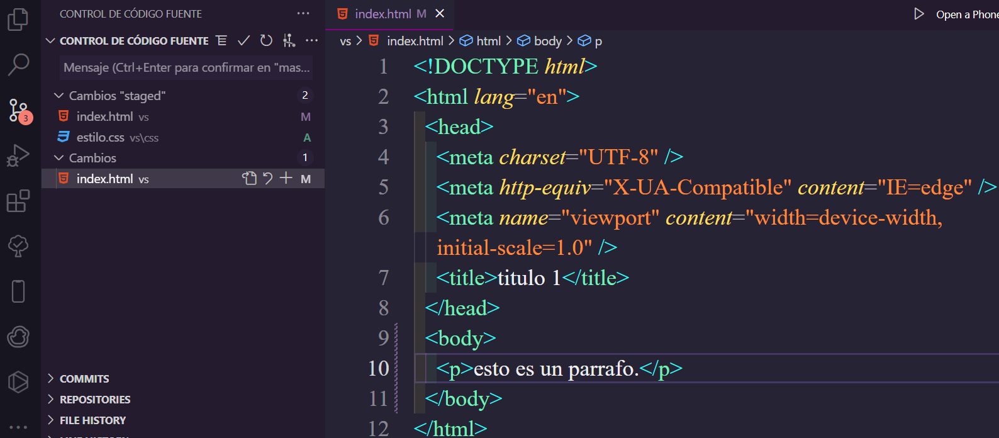 CONTROL DE CÓDIGO FUENTE ···
CONTROL DE CÓDIGO FUENTE ···
Mensaje (Ctrl+Enter para confirmar en "mas...
Cambios "staged" 2
index.html vs M
estilo.css vs\css A
Cambios 1
index.html vs M
3
COMMITS
REPOSITORIES
FILE HISTORY
index.html M
Open a Phone
vs > index.html > html > body > p
1 <!DOCTYPE html>
2 <html lang="en">
3 <head>
4 <meta charset="UTF-8" />
5 <meta http-equiv="X-UA-Compatible" content="IE=edge" />
6 <meta name="viewport" content="width=device-width,
initial-scale=1.0" />
7 <title>titulo 1</title>
8 </head>
9 <body>
10 <p>esto es un parrafo.</p>
11 </body>
12 </html>